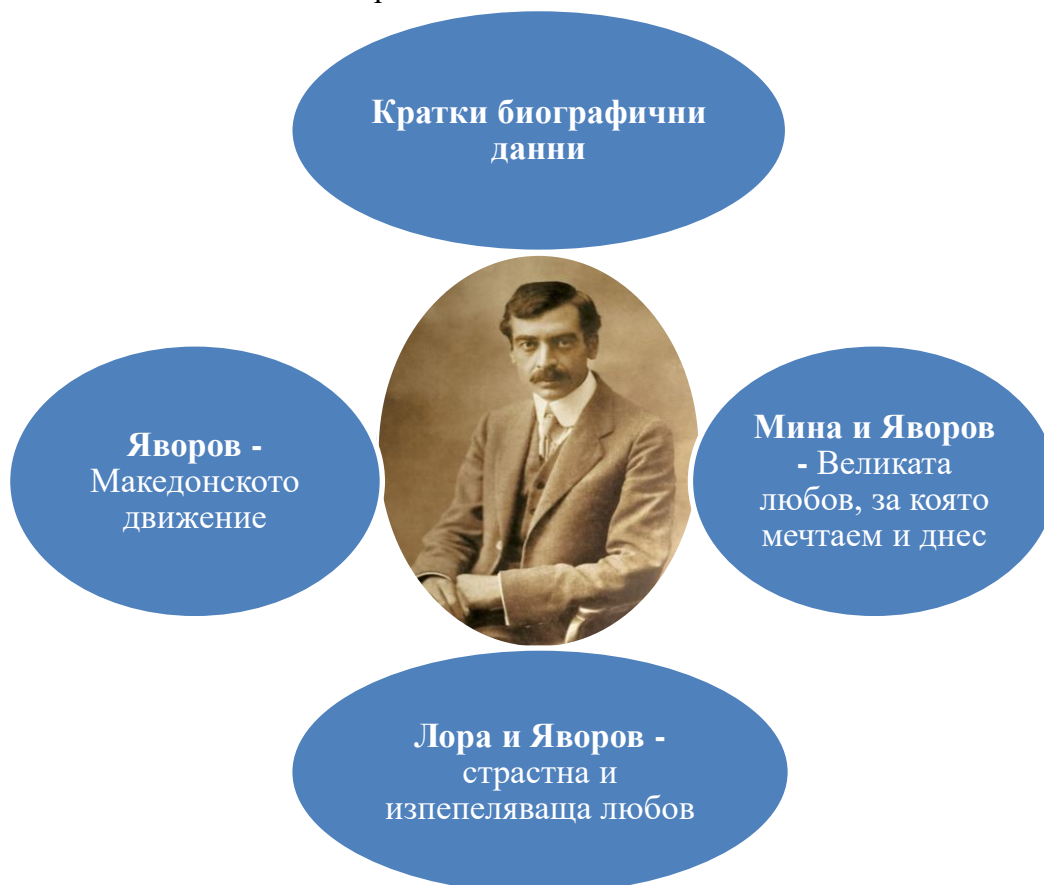 Кратки биографични
данни
Яворов -
Македонското
движение
Мина и Яворов
- Великата
любов, за която
мечтаем и днес
Лора и Яворов -
страстна и
изпепеляваща любов